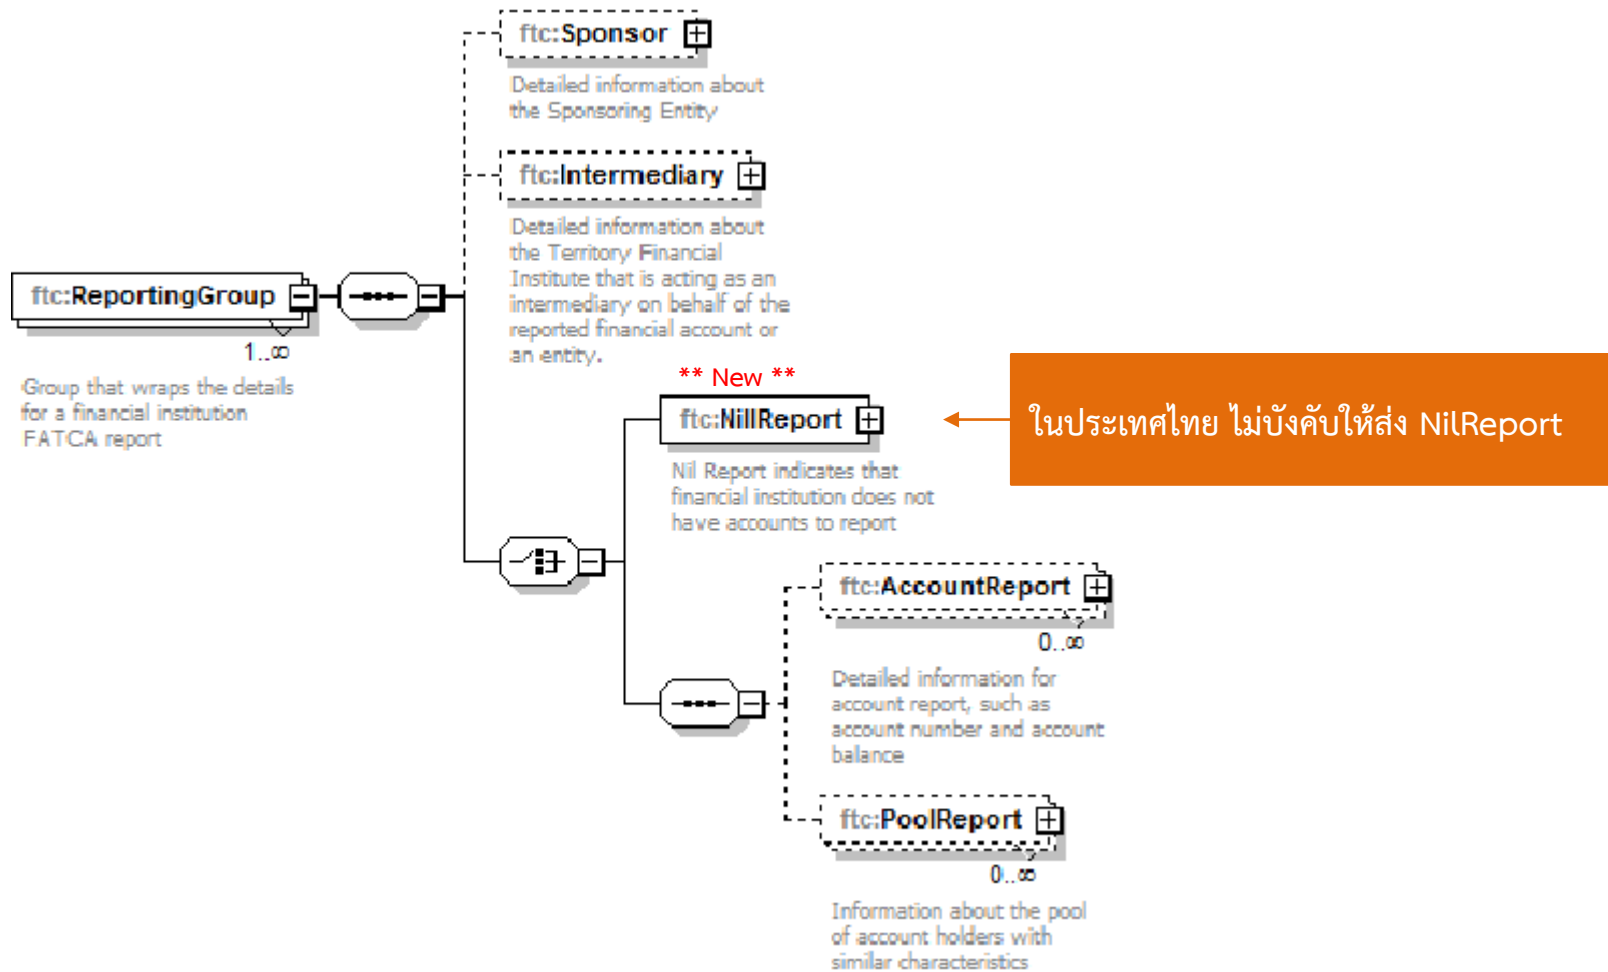 ftc:Sponsor
Detailed information about
the Sponsoring Entity
ftc:Intermediary
Detailed information about
the Territory Financial
Institute that is acting as an
intermediary on behalf of the
reported financial account or
an entity.
ftc:ReportingGroup
1..∞
Group that wraps the details
for a financial institution
FATCA report
** New **
ftc:NillReport
Nil Report indicates that
financial institution does not
have accounts to report
ในประเทศไทย ไม่บังคับให้ส่ง NilReport
ftc:AccountReport
0..∞
Detailed information for
account report, such as
account number and account
balance
ftc:PoolReport
0..∞
Information about the pool
of account holders with
similar characteristics